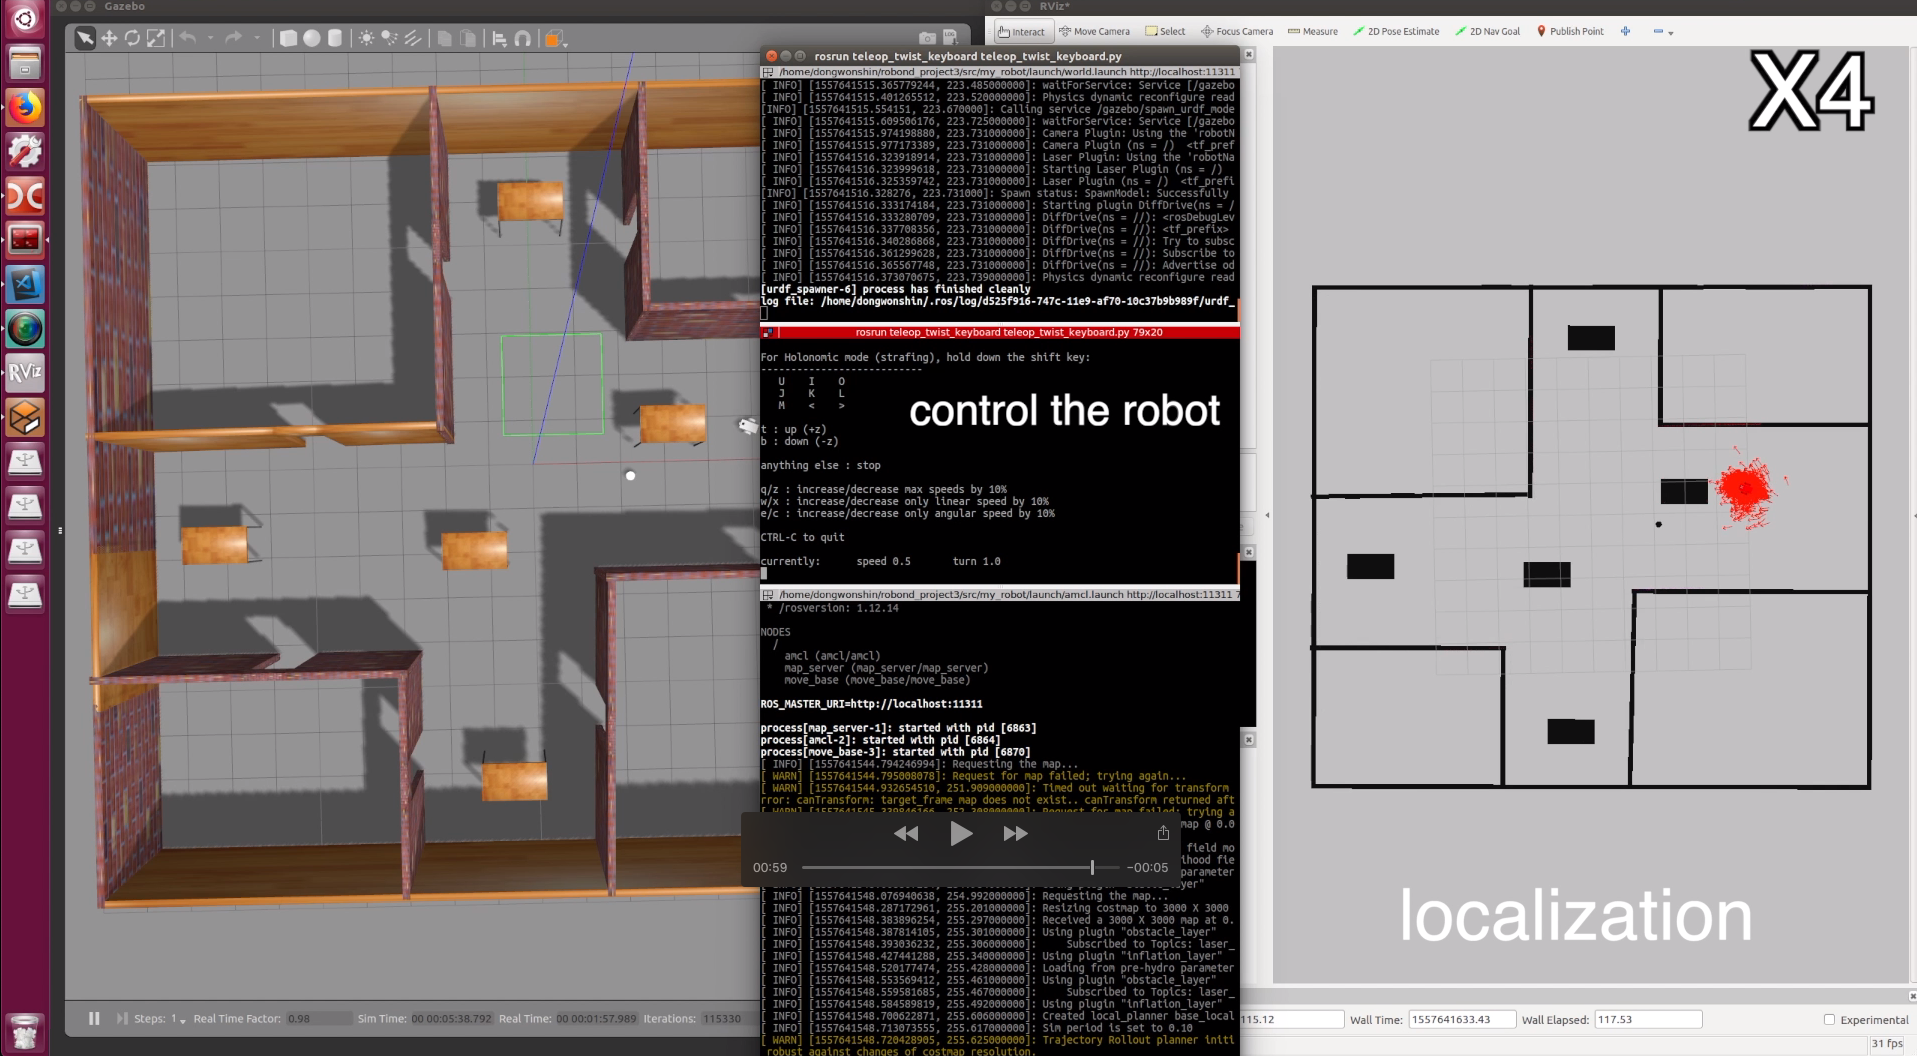 Gazebo
RViz*
Interact
Move Camera
Select
Focus Camera
Measure
2D Pose Estimate
2D Nav Goal
Publish Point
rosrun teleop_twist_keyboard teleop_twist_keyboard.py
/home/dongwonshin/robond_project3/src/my_robot/launch/world.launch http://localhost:11311
[ INFO] [1557641515.365779244, 223.485000000]: waitForService: Service [/gazebo
[ INFO] [1557641515.401265512, 223.520000000]: Physics dynamic reconfigure read
[INFO] [1557641515.554151, 223.670000]: Calling service /gazebo/spawn_urdf_mode
[ INFO] [1557641515.609506176, 223.725000000]: waitForService: Service [/gazebo
[ INFO] [1557641515.974198880, 223.731000000]: Camera Plugin: Using the 'robotN
[ INFO] [1557641515.977173389, 223.731000000]: Camera Plugin (ns = /)  <tf_pref
[ INFO] [1557641516.323918914, 223.731000000]: Laser Plugin: Using the 'robotNa
[ INFO] [1557641516.323999618, 223.731000000]: Starting Laser Plugin (ns = /)
[ INFO] [1557641516.325359742, 223.731000000]: Laser Plugin (ns = /)  <tf_prefi
[INFO] [1557641516.328276, 223.731000]: Spawn status: SpawnModel: Successfully
[ INFO] [1557641516.333174184, 223.731000000]: Starting plugin DiffDrive(ns = /
[ INFO] [1557641516.333280709, 223.731000000]: DiffDrive(ns = //): <rosDebugLev
[ INFO] [1557641516.337708356, 223.731000000]: DiffDrive(ns = //): <tf_prefix>
[ INFO] [1557641516.340286868, 223.731000000]: DiffDrive(ns = //): Try to subsc
[ INFO] [1557641516.361299628, 223.731000000]: DiffDrive(ns = //): Subscribe to
[ INFO] [1557641516.365567748, 223.731000000]: DiffDrive(ns = //): Advertise od
[ INFO] [1557641516.373070675, 223.739000000]: Physics dynamic reconfigure read
[urdf_spawner-6] process has finished cleanly
log file: /home/dongwonshin/.ros/log/d525f916-747c-11e9-af70-10c37b9b989f/urdf_
rosrun teleop_twist_keyboard teleop_twist_keyboard.py 79x20
For Holonomic mode (strafing), hold down the shift key:
---------------------------
U I O
J K L
M < >
t : up (+z)
b : down (-z)
anything else : stop
q/z : increase/decrease max speeds by 10%
w/x : increase/decrease only linear speed by 10%
e/c : increase/decrease only angular speed by 10%
CTRL-C to quit
currently: speed 0.5 turn 1.0
control the robot
/home/dongwonshin/robond_project3/src/my_robot/launch/amcl.launch http://localhost:11311 7
* /rosversion: 1.12.14
NODES
/
amcl (amcl/amcl)
map_server (map_server/map_server)
move_base (move_base/move_base)
ROS_MASTER_URI=http://localhost:11311
process[map_server-1]: started with pid [6863]
process[amcl-2]: started with pid [6864]
process[move_base-3]: started with pid [6870]
[ INFO] [1557641544.794246994]: Requesting the map...
[ WARN] [1557641544.795008078]: Request for map failed; trying again...
[ WARN] [1557641544.932654510, 251.909000000]: Timed out waiting for transform
rror: canTransform: target_frame map does not exist.. canTransform returned aft
map @ 0.0
field mo
ihood fie
parameter
00:59
-00:05
[ INFO] [1557641548.076940638, 254.992000000]: Requesting the map...
[ INFO] [1557641548.287172961, 255.201000000]: Resizing costmap to 3000 X 3000
[ INFO] [1557641548.383896254, 255.297000000]: Received a 3000 X 3000 map at 0.
[ INFO] [1557641548.387814105, 255.301000000]: Using plugin "obstacle_layer"
[ INFO] [1557641548.393036232, 255.306000000]:     Subscribed to Topics: laser_
[ INFO] [1557641548.427441288, 255.340000000]: Using plugin "inflation_layer"
[ INFO] [1557641548.520177474, 255.428000000]: Loading from pre-hydro parameter
[ INFO] [1557641548.553569412, 255.461000000]: Using plugin "obstacle_layer"
[ INFO] [1557641548.559581685, 255.467000000]:     Subscribed to Topics: laser_
[ INFO] [1557641548.584589819, 255.492000000]: Using plugin "inflation_layer"
[ INFO] [1557641548.700622871, 255.606000000]: Created local_planner base_local
[ INFO] [1557641548.713073555, 255.617000000]: Sim period is set to 0.10
[ WARN] [1557641548.720428905, 255.625000000]: Trajectory Rollout planner initi
robust against changes of costmap resolution.
X4
localization
RViz
Steps: 1
Real Time Factor: 0.98
Sim Time: 00 00:05:38.792
Real Time: 00 00:01:57.989
Iterations: 115330
115.12
Wall Time: 1557641633.43
Wall Elapsed: 117.53
Experimental
31 fps